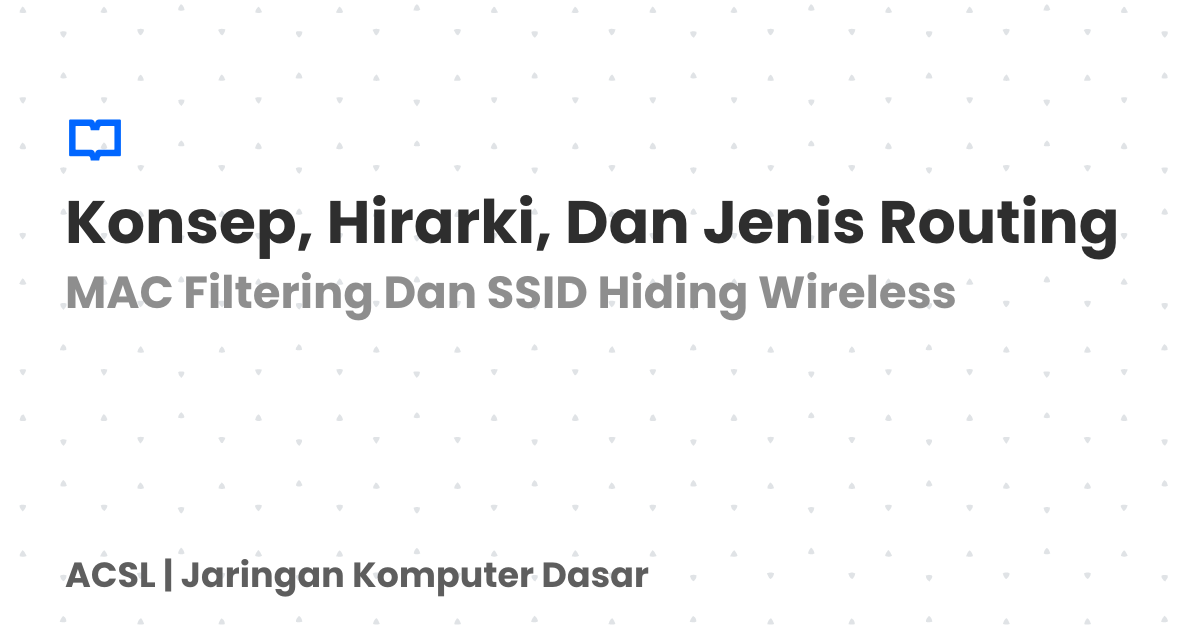 Konsep, Hirarki, Dan Jenis Routing
MAC Filtering Dan SSID Hiding Wireless
ACSL | Jaringan Komputer Dasar